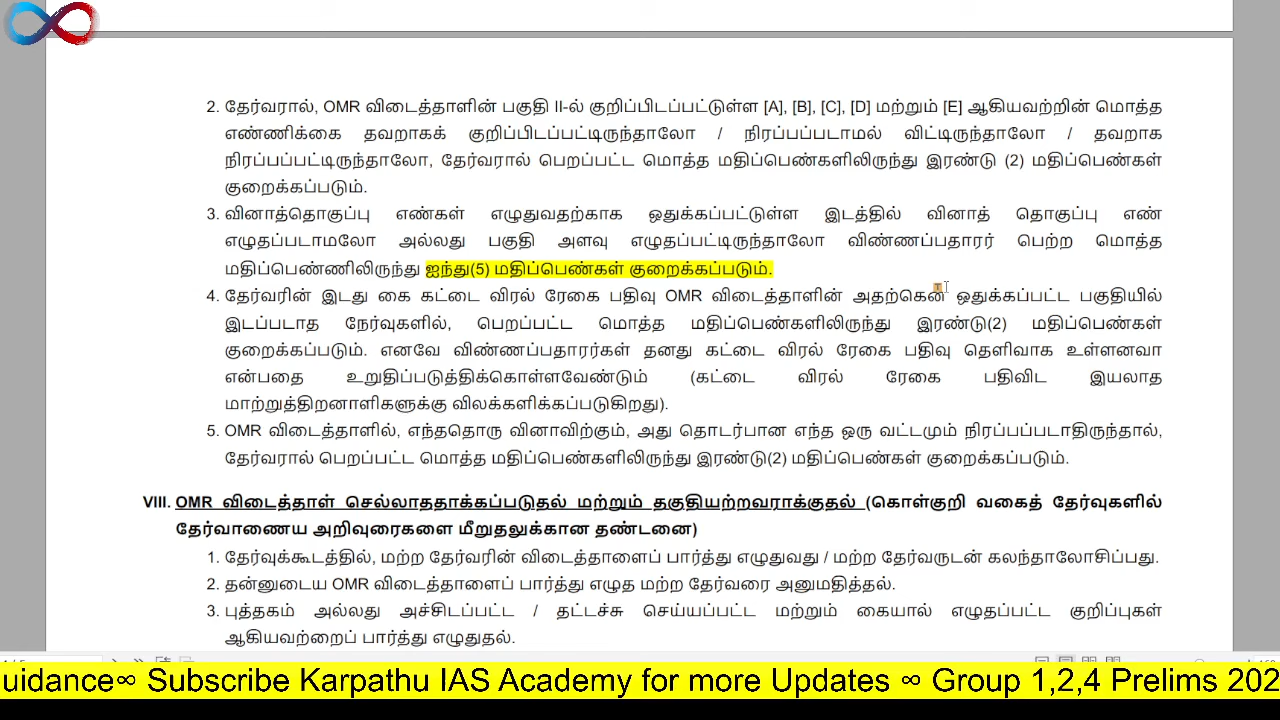 2. தேர்வரால், OMR விடைத்தாளின் பகுதி II-ல் குறிப்பிடப்பட்டுள்ள [A], [B], [C], [D] மற்றும் [E] ஆகியவற்றின் மொத்த
எண்ணிக்கை தவறாகக் குறிப்பிடப்பட்டிருந்தாலோ / நிரப்பப்படாமல் விட்டிருந்தாலோ / தவறாக
நிரப்பப்பட்டிருந்தாலோ, தேர்வரால் பெறப்பட்ட மொத்த மதிப்பெண்களிலிருந்து இரண்டு (2) மதிப்பெண்கள்
குறைக்கப்படும்.
3. வினாத்தொகுப்பு எண்கள் எழுதுவதற்காக ஒதுக்கப்பட்டுள்ள இடத்தில் வினாத் தொகுப்பு எண்
எழுதப்படாமலோ அல்லது பகுதி அளவு எழுதப்பட்டிருந்தாலோ விண்ணப்பதாரர் பெற்ற மொத்த
மதிப்பெண்ணிலிருந்து ஐந்து(5) மதிப்பெண்கள் குறைக்கப்படும்.
4. தேர்வரின் இடது கை கட்டை விரல் ரேகை பதிவு OMR விடைத்தாளின் அதற்கென ஒதுக்கப்பட்ட பகுதியில்
இடப்படாத நேர்வுகளில், பெறப்பட்ட மொத்த மதிப்பெண்களிலிருந்து இரண்டு(2) மதிப்பெண்கள்
குறைக்கப்படும். எனவே விண்ணப்பதாரர்கள் தனது கட்டை விரல் ரேகை பதிவு தெளிவாக உள்ளனவா
என்பதை உறுதிப்படுத்திக்கொள்ளவேண்டும் (கட்டை விரல் ரேகை பதிவிட இயலாத
மாற்றுத்திறனாளிகளுக்கு விலக்களிக்கப்படுகிறது).
5. OMR விடைத்தாளில், எந்ததொரு வினாவிற்கும், அது தொடர்பான எந்த ஒரு வட்டமும் நிரப்பப்படாதிருந்தால்,
தேர்வரால் பெறப்பட்ட மொத்த மதிப்பெண்களிலிருந்து இரண்டு(2) மதிப்பெண்கள் குறைக்கப்படும்.
VIII. OMR விடைத்தாள் செல்லாததாக்கப்படுதல் மற்றும் தகுதியற்றவராக்குதல் (கொள்குறி வகைத் தேர்வுகளில்
தேர்வாணைய அறிவுரைகளை மீறுதலுக்கான தண்டனை)
1. தேர்வுக்கூடத்தில், மற்ற தேர்வரின் விடைத்தாளைப் பார்த்து எழுதுவது / மற்ற தேர்வருடன் கலந்தாலோசிப்பது.
2. தன்னுடைய OMR விடைத்தாளைப் பார்த்து எழுத மற்ற தேர்வரை அனுமதித்தல்.
3. புத்தகம் அல்லது அச்சிடப்பட்ட / தட்டச்சு செய்யப்பட்ட மற்றும் கையால் எழுதப்பட்ட குறிப்புகள்
ஆகியவற்றைப் பார்த்து எழுதுதல்.
uidance∞ Subscribe Karpathu IAS Academy for more Updates ∞ Group 1,2,4 Prelims 202